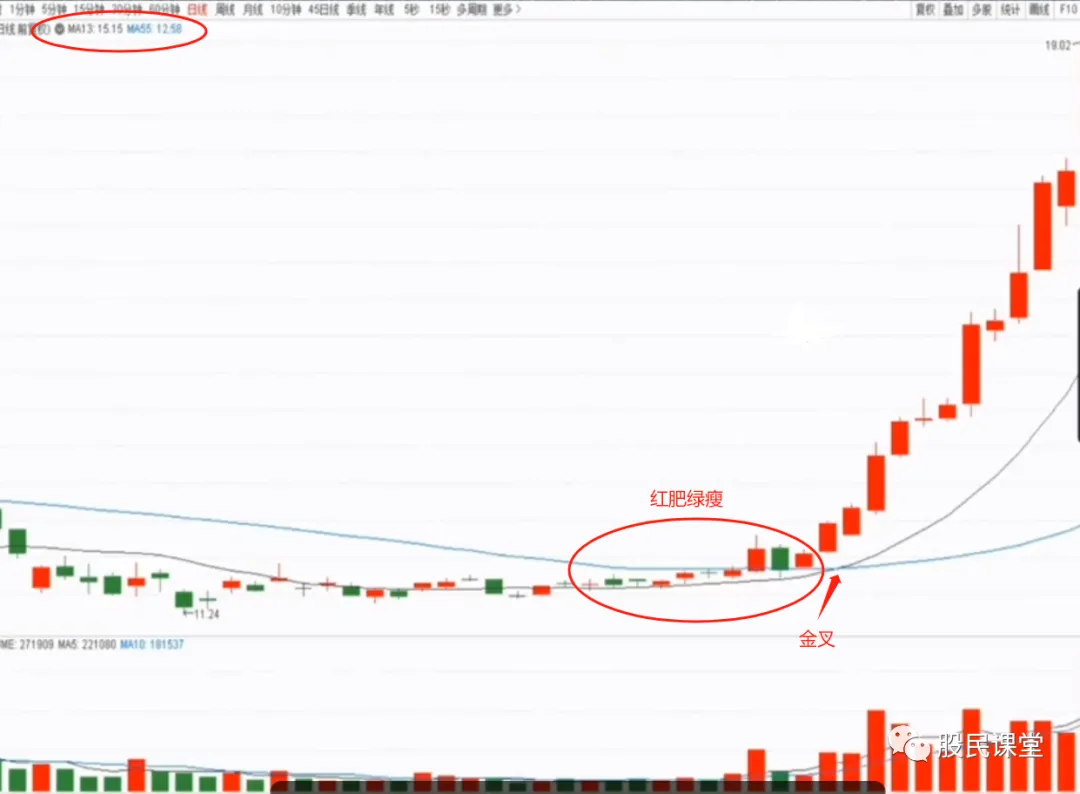 1分钟 5分钟 15分钟 30分钟 60分钟 日线 周线 月线 10分钟 45日线 季线 年线 5秒 15秒 多周期 更多>
复权 叠加 多股 统计 画线 F10
日线 前复权) MA13: 15.15 MA55: 12.58
19.02
红肥绿瘦
11.24
金叉
ME: 271909 MA5: 221080 MA10: 181537
股民课堂